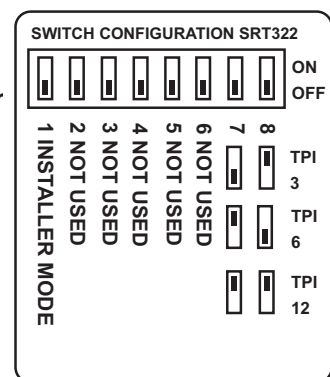 SWITCH CONFIGURATION SRT322
ON
OFF
1 INSTALLER MODE
2 NOT USED
3 NOT USED
4 NOT USED
5 NOT USED
6 NOT USED
7
8
TPI
3
TPI
6
TPI
12